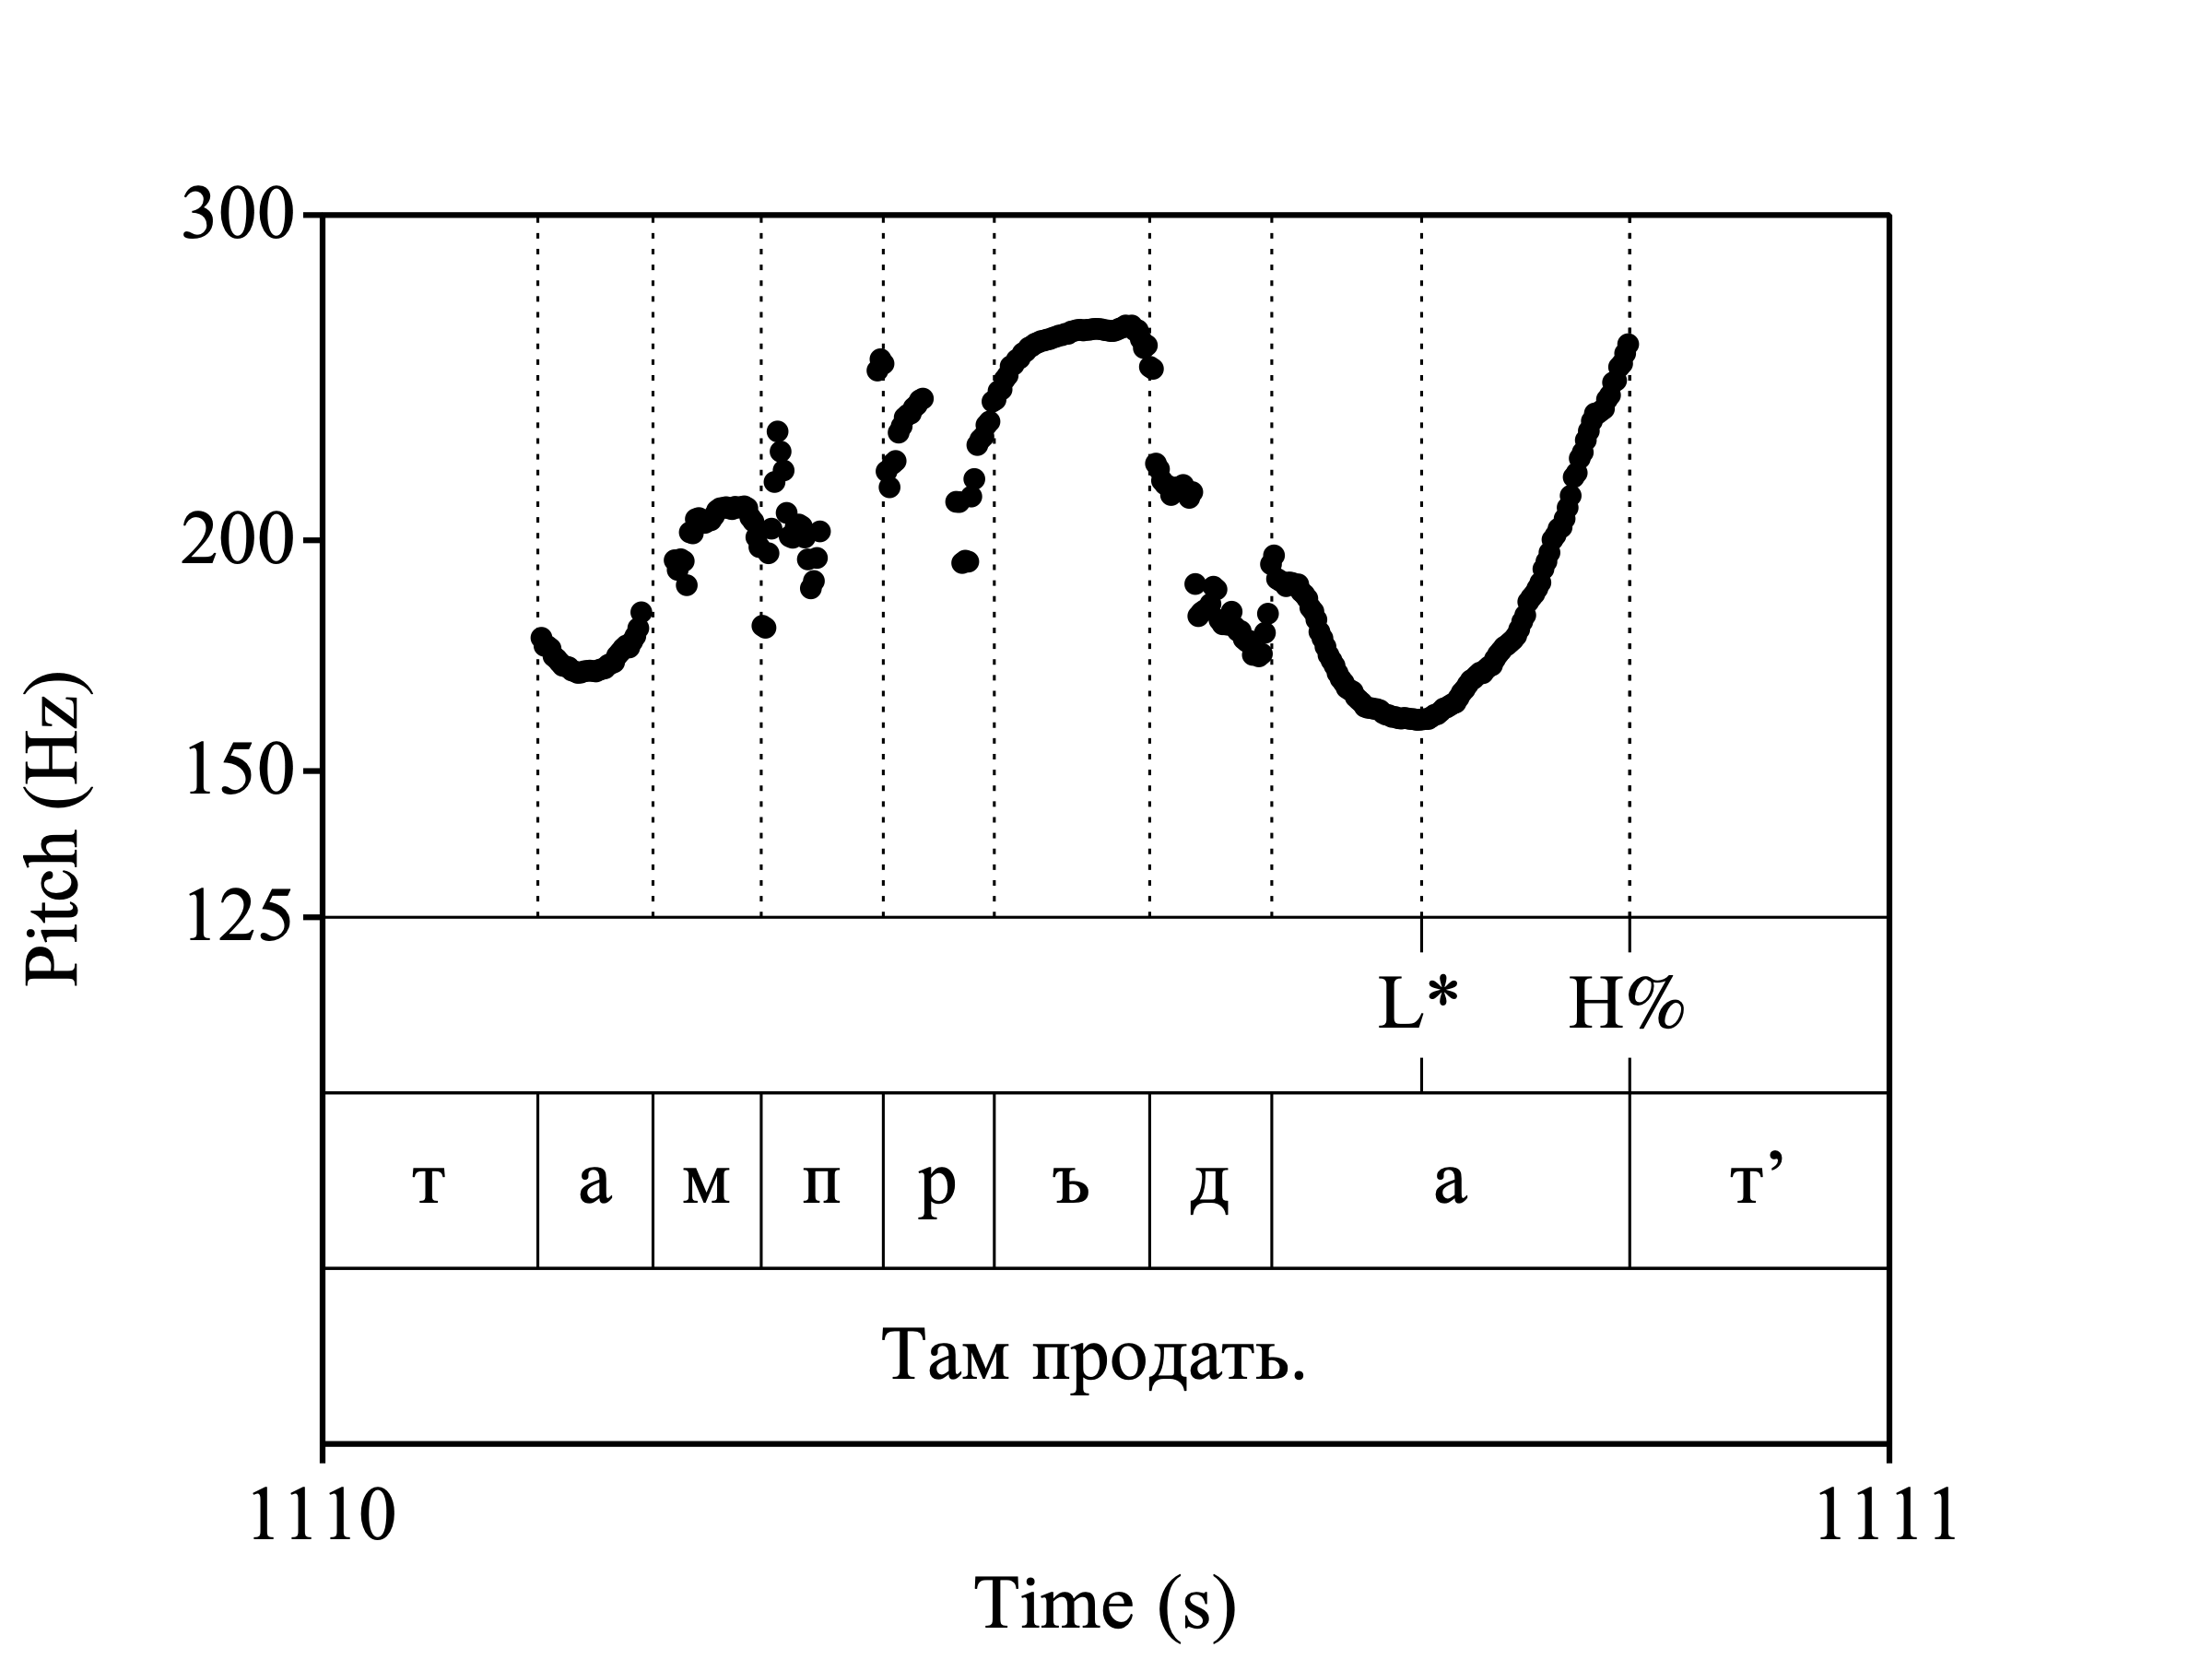 300
200
150
125
Pitch (Hz)
L* H%
т а м п р ъ д а т’
Там продать.
1110 1111
Time (s)